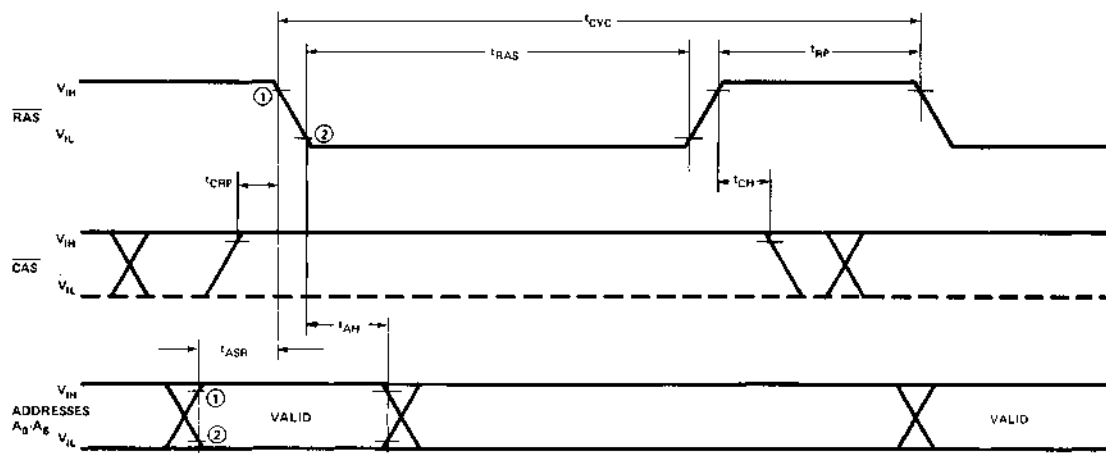 tCYC
tRAS
tRP
VIH
①
RAS
②
VIL
tCRP
tCH
VIH
CAS
VIL
tAH
tASR
VIH
①
ADDRESSES
VALID
VALID
A0-A6
②
VIL